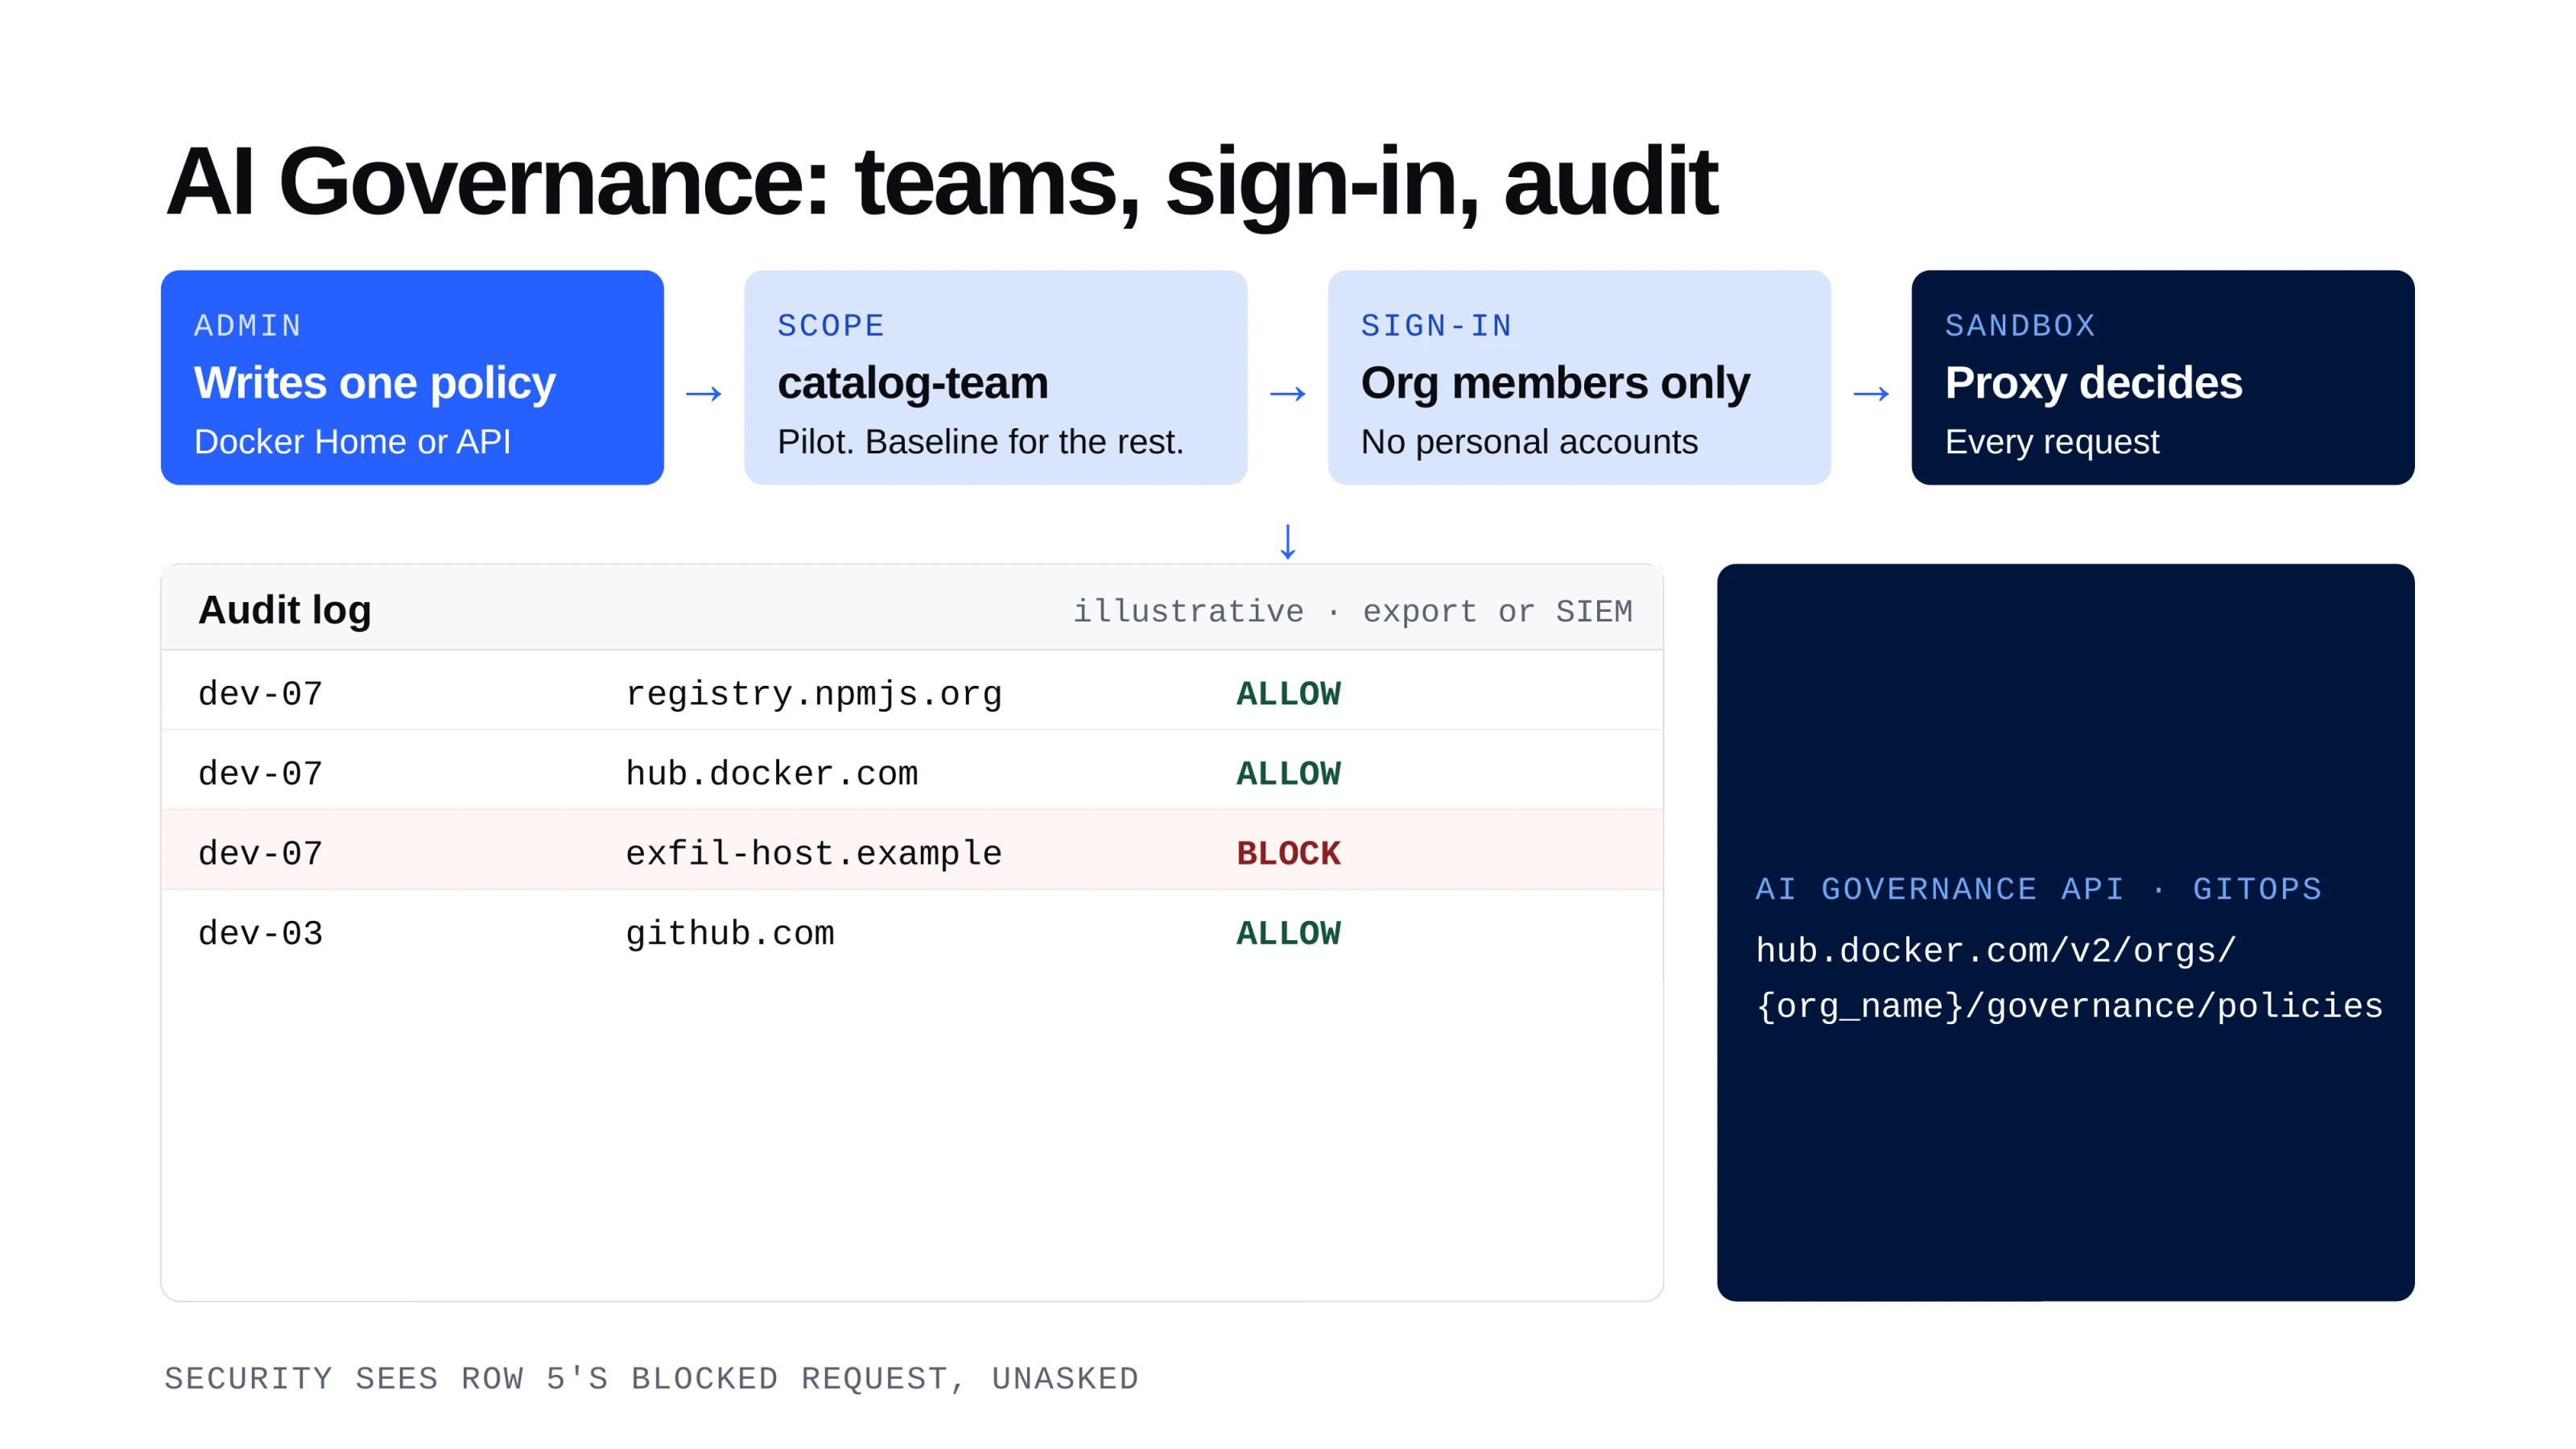 AI Governance: teams, sign-in, audit
ADMIN
Writes one policy
Docker Home or API
→
SCOPE
catalog-team
Pilot. Baseline for the rest.
→
SIGN-IN
Org members only
No personal accounts
→
SANDBOX
Proxy decides
Every request
↓
Audit log
illustrative · export or SIEM
dev-07 registry.npmjs.org ALLOW
dev-07 hub.docker.com ALLOW
dev-07 exfil-host.example BLOCK
dev-03 github.com ALLOW
AI GOVERNANCE API · GITOPS
hub.docker.com/v2/orgs/
{org_name}/governance/policies
SECURITY SEES ROW 5'S BLOCKED REQUEST, UNASKED